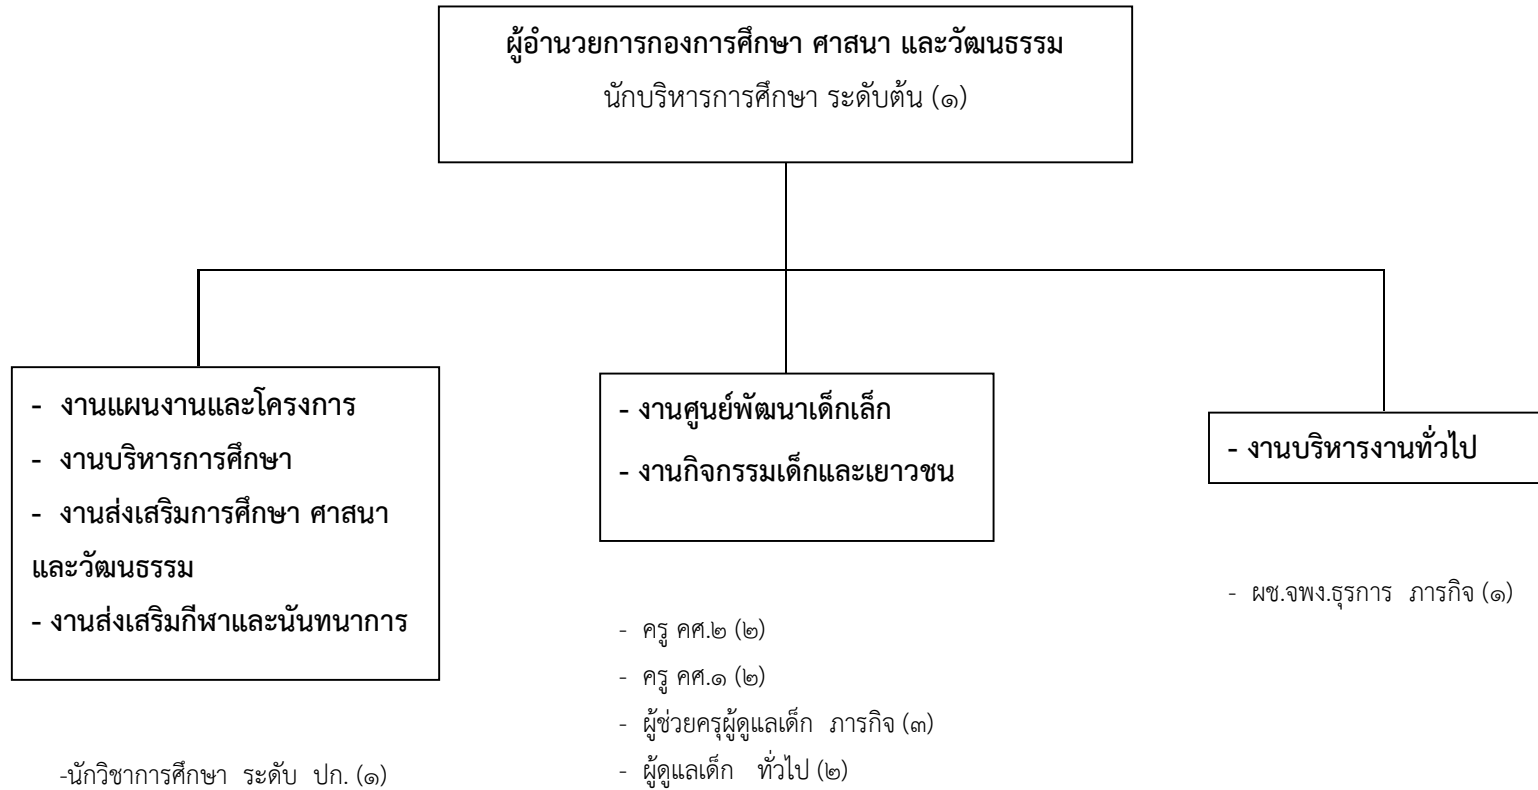 ผู้อำนวยการกองการศึกษา ศาสนา และวัฒนธรรม
นักบริหารการศึกษา ระดับต้น (๑)
- งานแผนงานและโครงการ
- งานบริหารการศึกษา
- งานส่งเสริมการศึกษา ศาสนา
และวัฒนธรรม
- งานส่งเสริมกีฬาและนันทนาการ
-นักวิชาการศึกษา ระดับ ปก. (๑)
- งานศูนย์พัฒนาเด็กเล็ก
- งานกิจกรรมเด็กและเยาวชน
- ครู คศ.๒ (๒)
- ครู คศ.๑ (๒)
- ผู้ช่วยครุผู้ดูแลเด็ก ภารกิจ (๓)
- ผู้ดูแลเด็ก ทั่วไป (๒)
- งานบริหารงานทั่วไป
- ผช.จพง.ธุรการ ภารกิจ (๑)